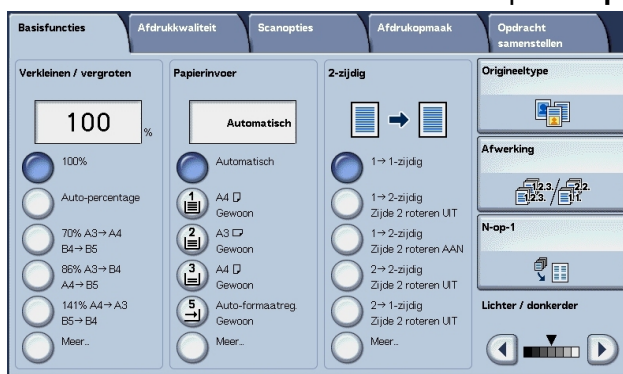 Basisfuncties
Afdrukkwaliteit
Scanopties
Afdrukopmaak
Opdracht
samenstellen
Verkleinen / vergroten
100 %
100%
Auto-percentage
70% A3→ A4
B4→ B5
86% A3→ B4
A4→ B5
141% A4→ A3
B5→ B4
Meer...
Papierinvoer
Automatisch
Automatisch
1 A4
Gewoon
2 A3
Gewoon
3 A4
Gewoon
5 Auto-formaatreg.
Gewoon
Meer...
2-zijdig
1→ 1-zijdig
1→ 2-zijdig
Zijde 2 roteren UIT
1→ 2-zijdig
Zijde 2 roteren AAN
2→ 2-zijdig
Zijde 2 roteren UIT
2→ 1-zijdig
Zijde 2 roteren UIT
Meer...
Origineeltype
Afwerking
N-op-1
Lichter / donkerder